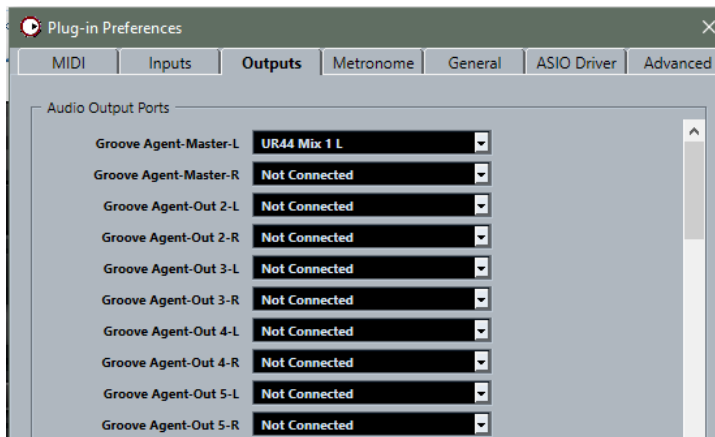 Plug-in Preferences
MIDI Inputs Outputs Metronome General ASIO Driver Advanced
Audio Output Ports
Groove Agent-Master-L UR44 Mix 1 L
Groove Agent-Master-R Not Connected
Groove Agent-Out 2-L Not Connected
Groove Agent-Out 2-R Not Connected
Groove Agent-Out 3-L Not Connected
Groove Agent-Out 3-R Not Connected
Groove Agent-Out 4-L Not Connected
Groove Agent-Out 4-R Not Connected
Groove Agent-Out 5-L Not Connected
Groove Agent-Out 5-R Not Connected